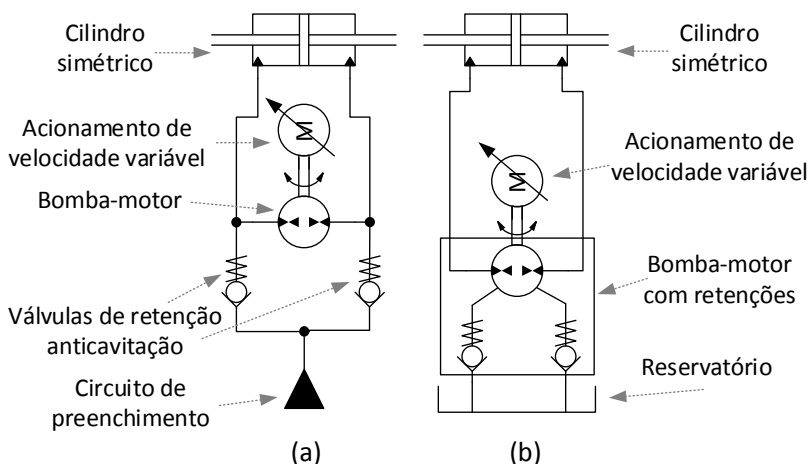 Cilindro
simétrico
Acionamento de
velocidade variável
Bomba-motor
Válvulas de retenção
anticavitação
Circuito de
preenchimento
M
(a)
Cilindro
simétrico
Acionamento de
velocidade variável
M
Bomba-motor
com retenções
Reservatório
(b)